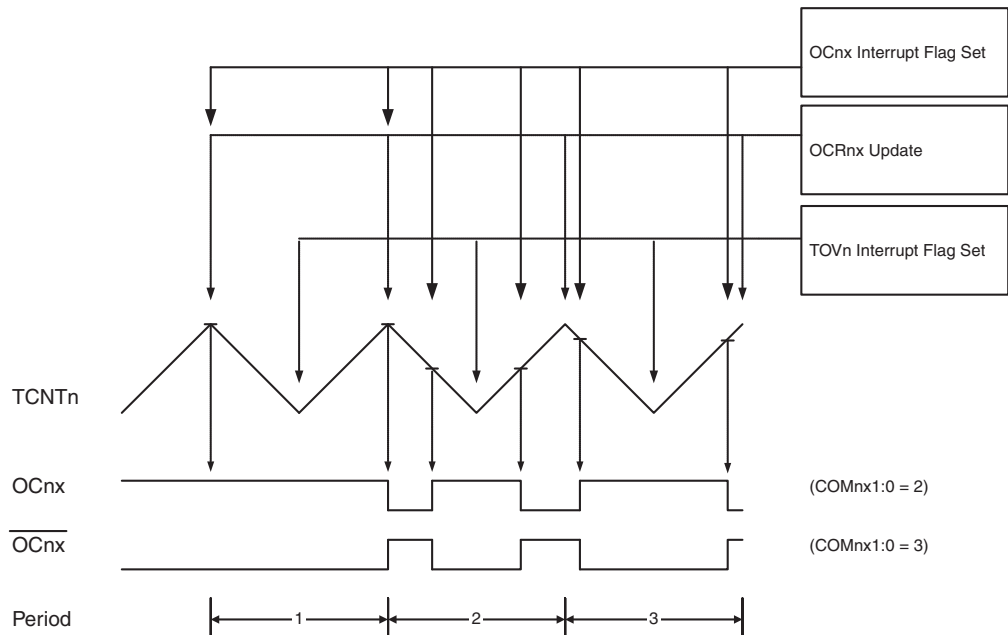 OCnx Interrupt Flag Set
OCRnx Update
TOVn Interrupt Flag Set
TCNTn
OCnx (COMnx1:0 = 2)
OCnx (COMnx1:0 = 3)
Period 1 2 3